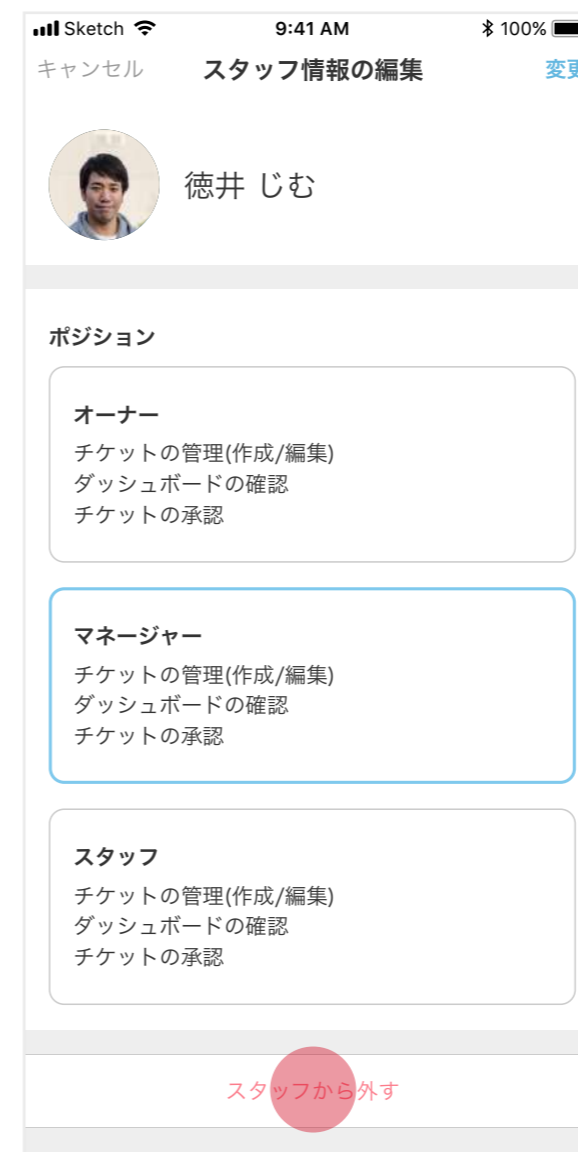 Sketch 9:41 AM 100%
キャンセル スタッフ情報の編集 変更
徳井 じむ
ポジション
オーナー
チケットの管理(作成/編集)
ダッシュボードの確認
チケットの承認
マネージャー
チケットの管理(作成/編集)
ダッシュボードの確認
チケットの承認
スタッフ
チケットの管理(作成/編集)
ダッシュボードの確認
チケットの承認
スタッフから外す